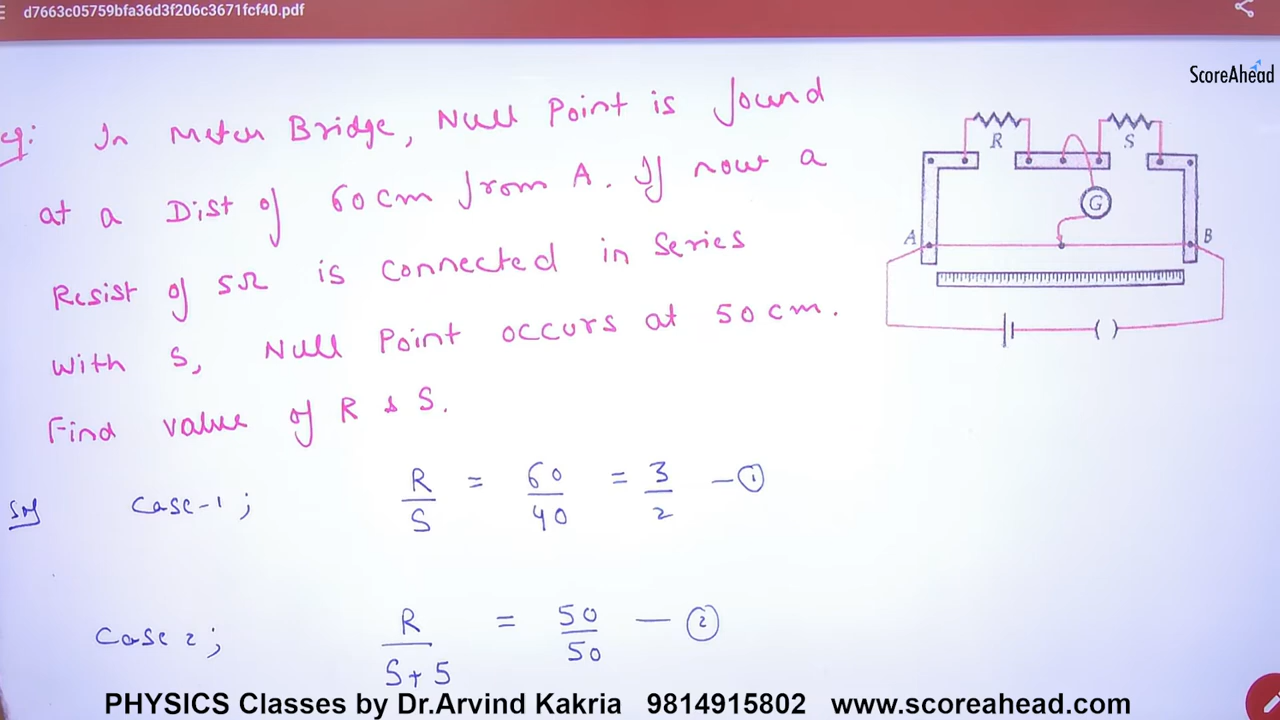 d7663c05759bfa36d3f206c3671fcf40.pdf
ScoreAhead
eg: In Meter Bridge, Null Point is found
at a Dist of 60cm from A. If now a
Resist of 5Ω is connected in Series
with S, Null Point occurs at 50cm.
Find value of R & S.
R S
G
A B
Sol Case-1; R/S = 60/40 = 3/2 — ①
Case 2; R/S+5 = 50/50 — ②
PHYSICS Classes by Dr.Arvind Kakria 9814915802 www.scoreahead.com